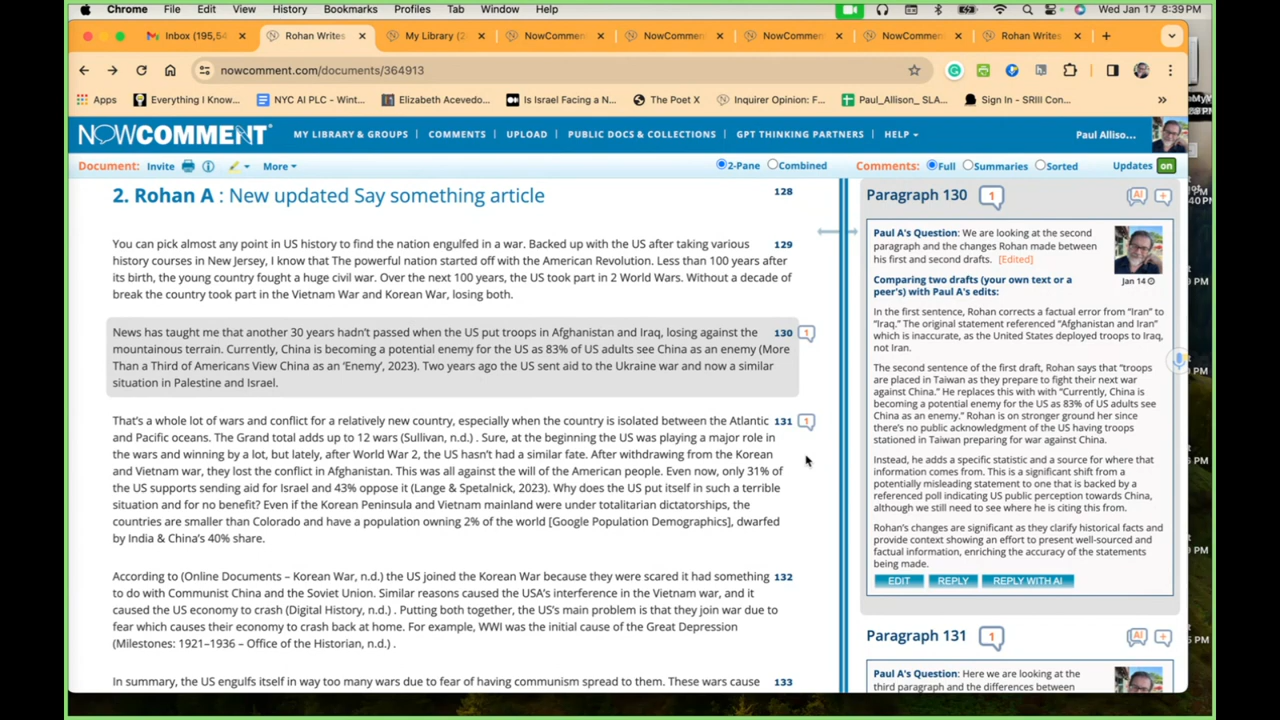 Chrome File Edit View History Bookmarks Profiles Tab Window Help Wed Jan 17 8:39 PM
Inbox (195,54 Rohan Writes My Library (2 NowCommen NowCommen NowCommen NowCommen Rohan Writes
nowcomment.com/documents/364913
Apps Everything I Know... NYC AI PLC - Wint... Elizabeth Acevedo... Is Israel Facing a N... The Poet X Inquirer Opinion: F... Paul_Allison_ SLA... Sign In - SRIII Con...
NOWCOMMENT® MY LIBRARY & GROUPS COMMENTS UPLOAD PUBLIC DOCS & COLLECTIONS GPT THINKING PARTNERS HELP Paul Alliso...
Document: Invite More 2-Pane Combined Comments: Full Summaries Sorted Updates on
2. Rohan A : New updated Say something article 128
You can pick almost any point in US history to find the nation engulfed in a war. Backed up with the US after taking various 129
history courses in New Jersey, I know that The powerful nation started off with the American Revolution. Less than 100 years after
its birth, the young country fought a huge civil war. Over the next 100 years, the US took part in 2 World Wars. Without a decade of
break the country took part in the Vietnam War and Korean War, losing both.
News has taught me that another 30 years hadn't passed when the US put troops in Afghanistan and Iraq, losing against the 130 1
mountainous terrain. Currently, China is becoming a potential enemy for the US as 83% of US adults see China as an enemy (More
Than a Third of Americans View China as an 'Enemy', 2023). Two years ago the US sent aid to the Ukraine war and now a similar
situation in Palestine and Israel.
That's a whole lot of wars and conflict for a relatively new country, especially when the country is isolated between the Atlantic 131 1
and Pacific oceans. The Grand total adds up to 12 wars (Sullivan, n.d.) . Sure, at the beginning the US was playing a major role in
the wars and winning by a lot, but lately, after World War 2, the US hasn't had a similar fate. After withdrawing from the Korean
and Vietnam war, they lost the conflict in Afghanistan. This was all against the will of the American people. Even now, only 31% of
the US supports sending aid for Israel and 43% oppose it (Lange & Spetalnick, 2023). Why does the US put itself in such a terrible
situation and for no benefit? Even if the Korean Peninsula and Vietnam mainland were under totalitarian dictatorships, the
countries are smaller than Colorado and have a population owning 2% of the world [Google Population Demographics], dwarfed
by India & China's 40% share.
According to (Online Documents – Korean War, n.d.) the US joined the Korean War because they were scared it had something 132
to do with Communist China and the Soviet Union. Similar reasons caused the USA's interference in the Vietnam war, and it
caused the US economy to crash (Digital History, n.d.) . Putting both together, the US's main problem is that they join war due to
fear which causes their economy to crash back at home. For example, WWI was the initial cause of the Great Depression
(Milestones: 1921–1936 – Office of the Historian, n.d.) .
In summary, the US engulfs itself in way too many wars due to fear of having communism spread to them. These wars cause 133
Paragraph 130 1 AI +
Paul A's Question: We are looking at the second
paragraph and the changes Rohan made between
his first and second drafts. [Edited]
Jan 14
Comparing two drafts (your own text or a
peer's) with Paul A's edits:
In the first sentence, Rohan corrects a factual error from "Iran" to
"Iraq." The original statement referenced "Afghanistan and Iran"
which is inaccurate, as the United States deployed troops to Iraq,
not Iran.
The second sentence of the first draft, Rohan says that "troops
are placed in Taiwan as they prepare to fight their next war
against China." He replaces this with with "Currently, China is
becoming a potential enemy for the US as 83% of US adults see
China as an enemy." Rohan is on stronger ground her since
there's no public acknowledgment of the US having troops
stationed in Taiwan preparing for war against China.
Instead, he adds a specific statistic and a source for where that
information comes from. This is a significant shift from a
potentially misleading statement to one that is backed by a
referenced poll indicating US public perception towards China,
although we still need to see where he is citing this from.
Rohan's changes are significant as they clarify historical facts and
provide context showing an effort to present well-sourced and
factual information, enriching the accuracy of the statements
being made.
EDIT REPLY REPLY WITH AI
Paragraph 131 1 AI +
Paul A's Question: Here we are looking at the
third paragraph and the differences between